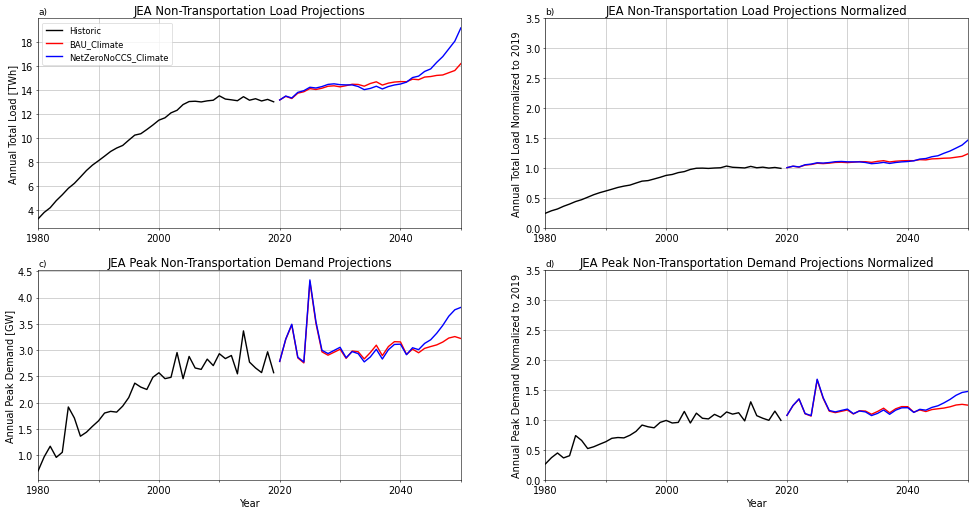 a)
JEA Non-Transportation Load Projections
Historic
BAU_Climate
NetZeroNoCCS_Climate
Annual Total Load [TWh]
18
16
14
12
10
8
6
4
1980
2000
2020
2040
b)
JEA Non-Transportation Load Projections Normalized
Annual Total Load Normalized to 2019
3.5
3.0
2.5
2.0
1.5
1.0
0.5
0.0
1980
2000
2020
2040
c)
JEA Peak Non-Transportation Demand Projections
Annual Peak Demand [GW]
4.5
4.0
3.5
3.0
2.5
2.0
1.5
1.0
1980
2000
2020
2040
Year
d)
JEA Peak Non-Transportation Demand Projections Normalized
Annual Peak Demand Normalized to 2019
3.5
3.0
2.5
2.0
1.5
1.0
0.5
0.0
1980
2000
2020
2040
Year